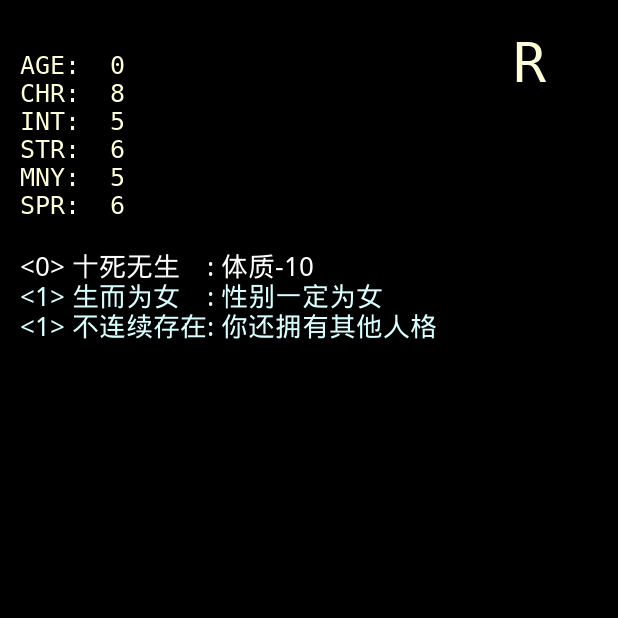 R
AGE: 0
CHR: 8
INT: 5
STR: 6
MNY: 5
SPR: 6
<0> 十死无生 : 体质-10
<1> 生而为女 : 性别一定为女
<1> 不连续存在: 你还拥有其他人格